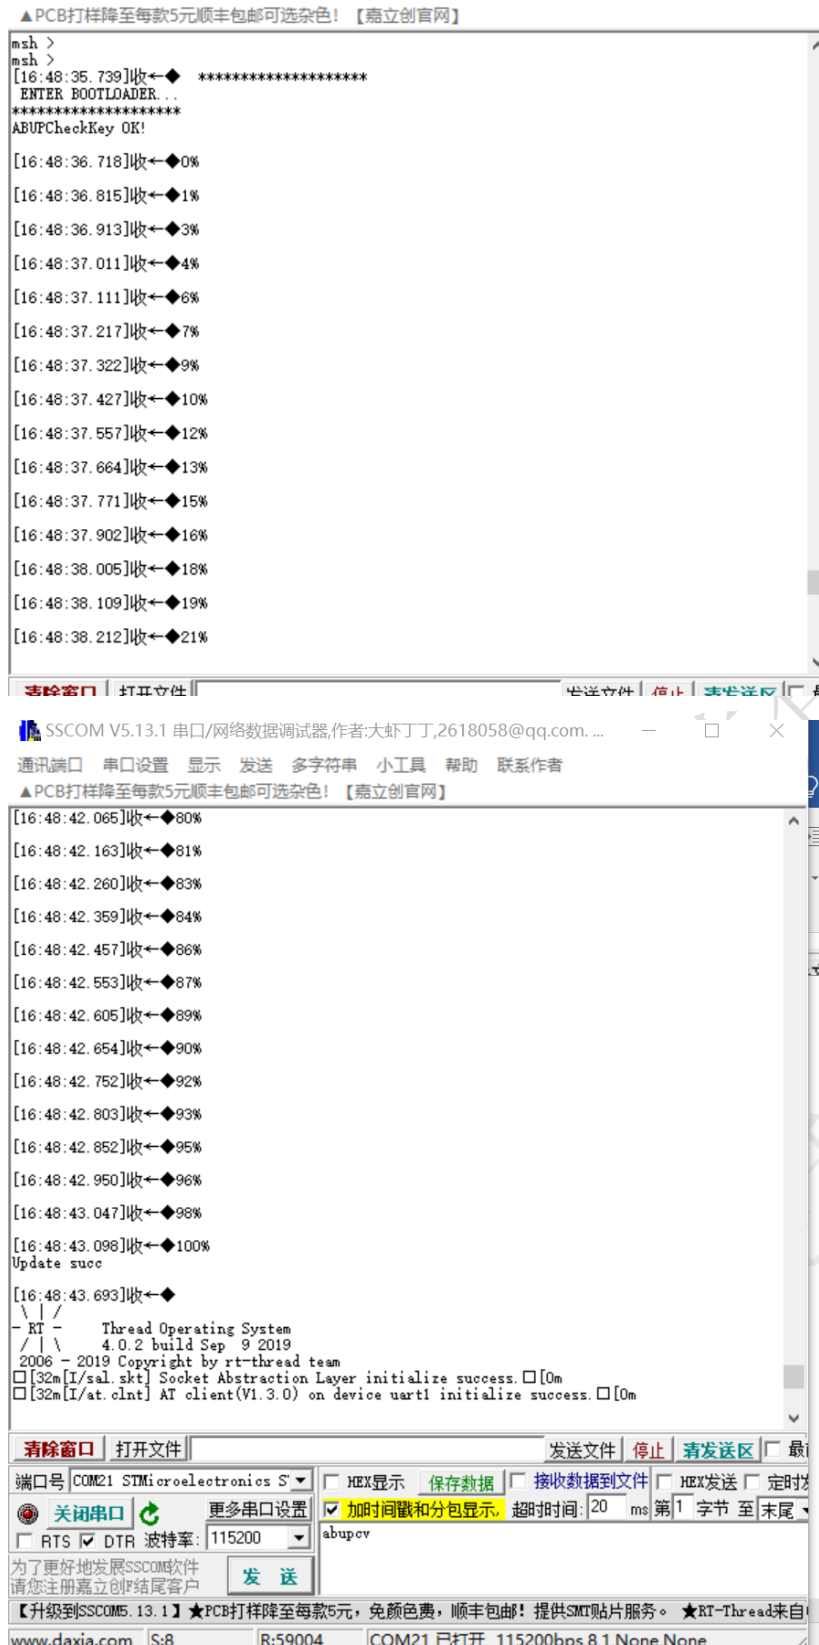 ▲PCB打样降至每款5元顺丰包邮可选杂色! 【嘉立创官网】
msh >
msh >
[16:48:35.739]收←◆  ********************
ENTER BOOTLOADER...
********************
ABUPCheckKey OK!
[16:48:36.718]收←◆0%
[16:48:36.815]收←◆1%
[16:48:36.913]收←◆3%
[16:48:37.011]收←◆4%
[16:48:37.111]收←◆6%
[16:48:37.217]收←◆7%
[16:48:37.322]收←◆9%
[16:48:37.427]收←◆10%
[16:48:37.557]收←◆12%
[16:48:37.664]收←◆13%
[16:48:37.771]收←◆15%
[16:48:37.902]收←◆16%
[16:48:38.005]收←◆18%
[16:48:38.109]收←◆19%
[16:48:38.212]收←◆21%
清除窗口 打开文件 发送文件 停止 清发送区
SSCOM V5.13.1 串口/网络数据调试器,作者:大虾丁丁,2618058@qq.com. ...
通讯端口 串口设置 显示 发送 多字符串 小工具 帮助 联系作者
▲PCB打样降至每款5元顺丰包邮可选杂色! 【嘉立创官网】
[16:48:42.065]收←◆80%
[16:48:42.163]收←◆81%
[16:48:42.260]收←◆83%
[16:48:42.359]收←◆84%
[16:48:42.457]收←◆86%
[16:48:42.553]收←◆87%
[16:48:42.605]收←◆89%
[16:48:42.654]收←◆90%
[16:48:42.752]收←◆92%
[16:48:42.803]收←◆93%
[16:48:42.852]收←◆95%
[16:48:42.950]收←◆96%
[16:48:43.047]收←◆98%
[16:48:43.098]收←◆100%
Update succ
[16:48:43.693]收←◆
\ | /
- RT -     Thread Operating System
/ | \     4.0.2 build Sep  9 2019
2006 - 2019 Copyright by rt-thread team
□[32m[I/sal.skt] Socket Abstraction Layer initialize success.□[0m
□[32m[I/at.clnt] AT client(V1.3.0) on device uart1 initialize success.□[0m
清除窗口 打开文件 发送文件 停止 清发送区 最
端口号 COM21 STMicroelectronics S HEX显示 保存数据 接收数据到文件 HEX发送 定时发
关闭串口 更多串口设置 加时间戳和分包显示, 超时时间: 20 ms 第 1 字节 至 末尾
RTS DTR 波特率: 115200 abupcv
为了更好地发展SSCOM软件
请您注册嘉立创F结尾客户 发 送
【升级到SSCOM5.13.1】★PCB打样降至每款5元，免颜色费，顺丰包邮! 提供SMT贴片服务。 ★RT-Thread来自
www.daxia.com S:8 R:59004 COM21 已打开 115200bps,8,1,None,None